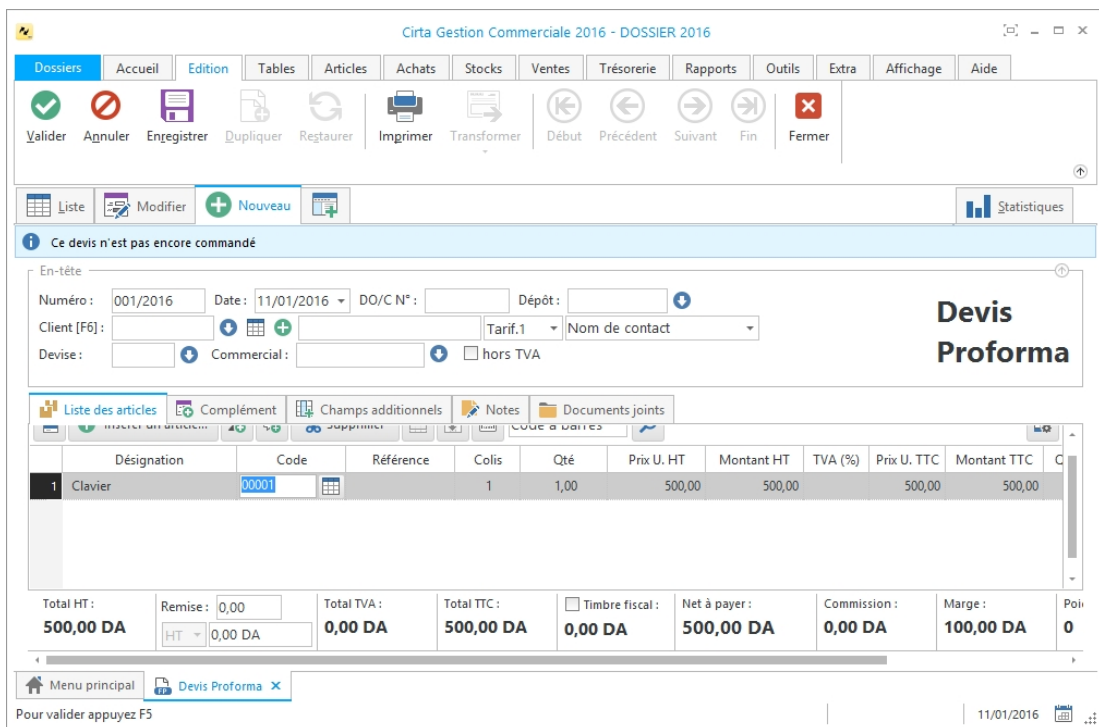 Cirta Gestion Commerciale 2016 - DOSSIER 2016
Dossiers Accueil Edition Tables Articles Achats Stocks Ventes Trésorerie Rapports Outils Extra Affichage Aide
Valider Annuler Enregistrer Dupliquer Restaurer Imprimer Transformer Début Précédent Suivant Fin Fermer
Liste Modifier Nouveau Statistiques
Ce devis n'est pas encore commandé
En-tête
Numéro : 001/2016 Date : 11/01/2016 DO/C N° : Dépôt :
Client [F6] : Tarif.1 Nom de contact
Devise : Commercial : hors TVA
Devis
Proforma
Liste des articles Complément Champs additionnels Notes Documents joints
Insérer un article... Supprimer Code à barres
Désignation Code Référence Colis Qté Prix U. HT Montant HT TVA (%) Prix U. TTC Montant TTC
1 Clavier 00001 1 1,00 500,00 500,00 500,00 500,00
Total HT : Remise : 0,00 Total TVA : Total TTC : Timbre fiscal : Net à payer : Commission : Marge : Poi
500,00 DA HT 0,00 DA 0,00 DA 500,00 DA 0,00 DA 500,00 DA 0,00 DA 100,00 DA 0
Menu principal FP Devis Proforma
Pour valider appuyez F5 11/01/2016